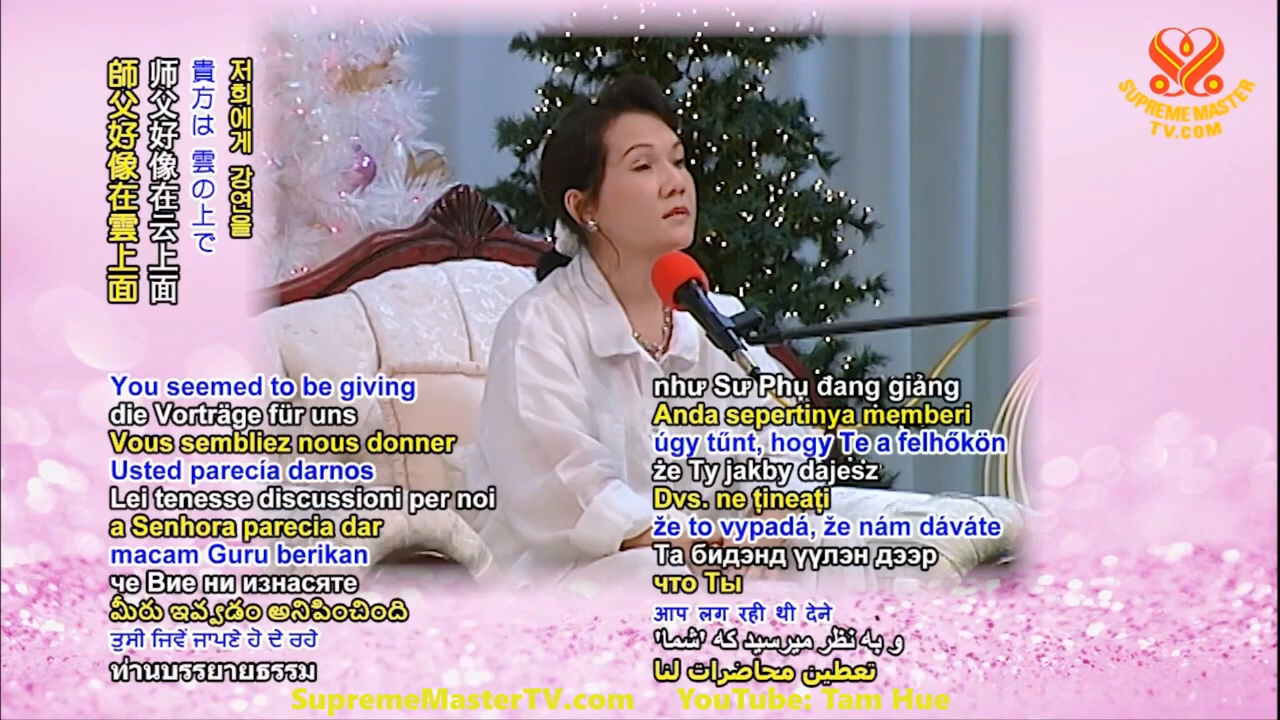 저희에게 강연을
貴方は 雲の上で
师父好像在云上面
師父好像在雲上面
SUPREME MASTER
TV.COM
You seemed to be giving
die Vorträge für uns
Vous sembliez nous donner
Usted parecía darnos
Lei tenesse discussioni per noi
a Senhora parecia dar
macam Guru berikan
че Вие ни изнасяте
మీరు ఇవ్వడం అనిపించింది
ਤੁਸੀ ਜਿਵੇਂ ਜਾਪਣੇ ਹੋ ਦੇ ਰਹੇ
ท่านบรรยายธรรม
như Sư Phụ đang giảng
Anda sepertinya memberi
úgy tűnt, hogy Te a felhőkön
że Ty jakby dajesz
Dvs. ne țineați
že to vypadá, že nám dáváte
Та бидэнд үүлэн дээр
что Ты
आप लग रही थी देने
و به نظر میرسید که 'شما'
تعطين محاضرات لنا
SupremeMasterTV.com YouTube: Tam Hue